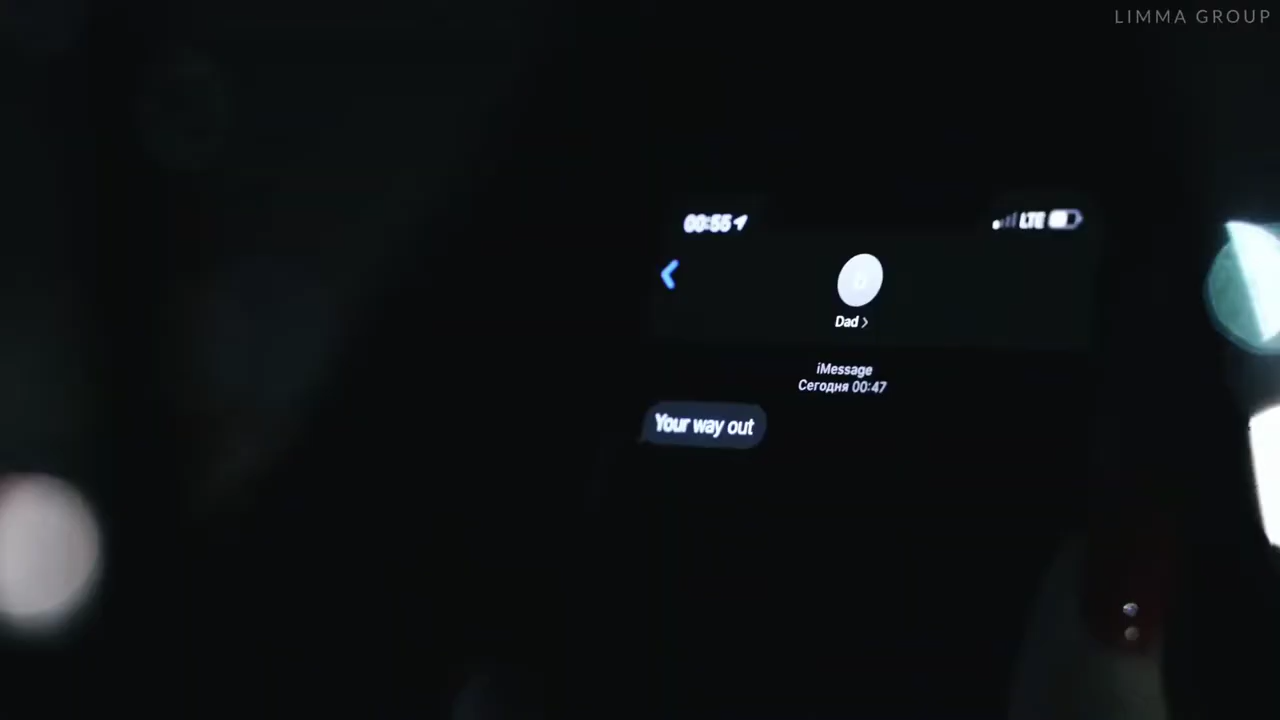 LIMMA GROUP
00:55
LTE
Dad
iMessage
Сегодня 00:47
Your way out